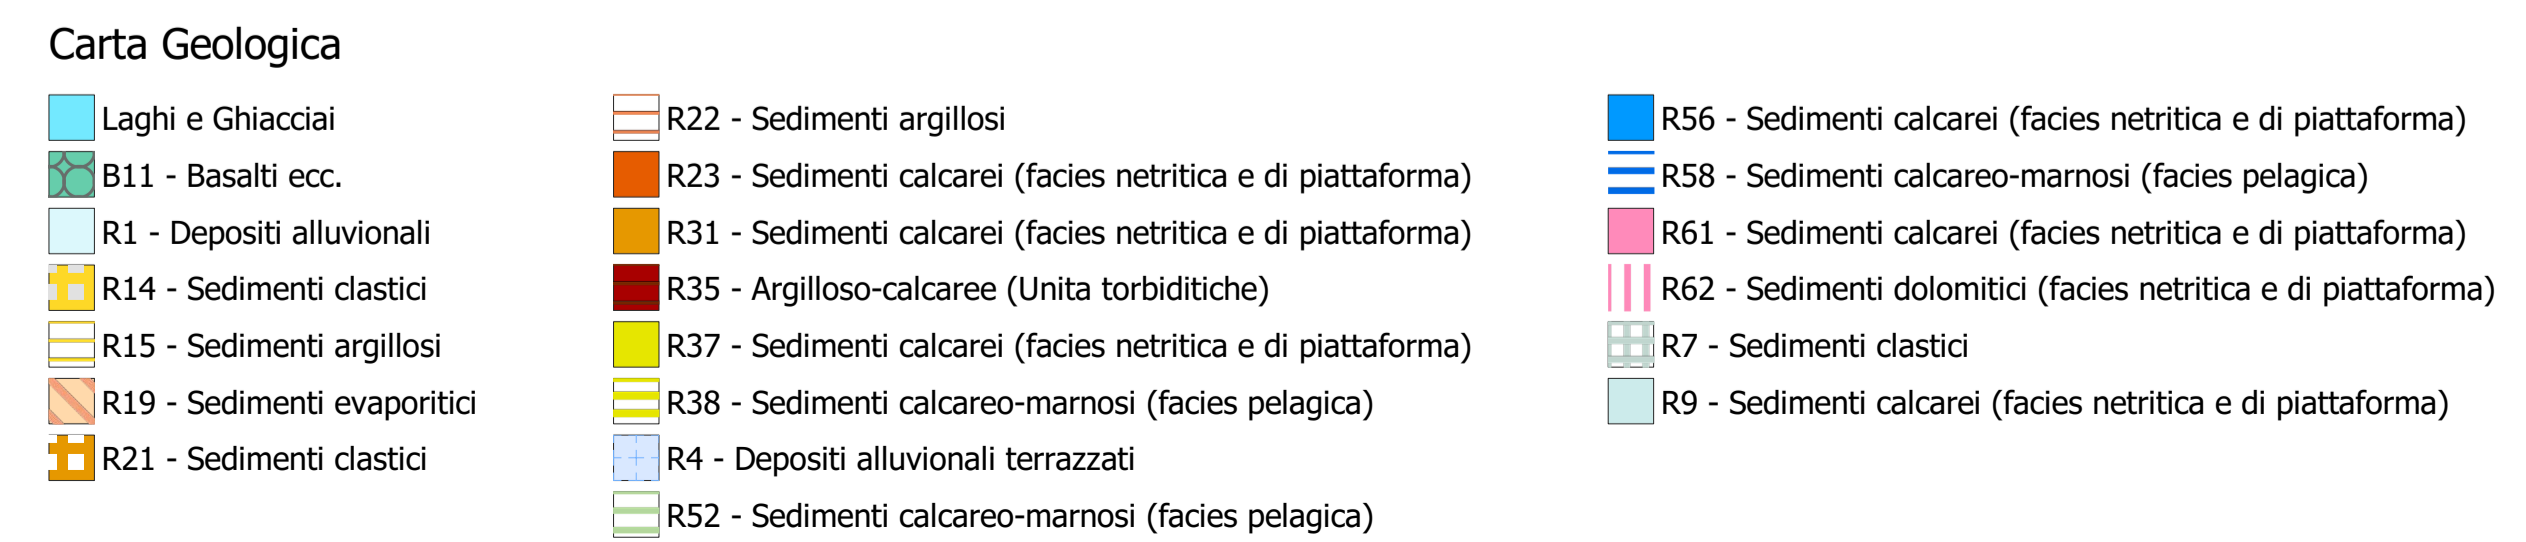 Carta Geologica
Laghi e Ghiacciai
B11 - Basalti ecc.
R1 - Depositi alluvionali
R14 - Sedimenti clastici
R15 - Sedimenti argillosi
R19 - Sedimenti evaporitici
R21 - Sedimenti clastici
R22 - Sedimenti argillosi
R23 - Sedimenti calcarei (facies netritica e di piattaforma)
R31 - Sedimenti calcarei (facies netritica e di piattaforma)
R35 - Argilloso-calcaree (Unita torbiditiche)
R37 - Sedimenti calcarei (facies netritica e di piattaforma)
R38 - Sedimenti calcareo-marnosi (facies pelagica)
R4 - Depositi alluvionali terrazzati
R52 - Sedimenti calcareo-marnosi (facies pelagica)
R56 - Sedimenti calcarei (facies netritica e di piattaforma)
R58 - Sedimenti calcareo-marnosi (facies pelagica)
R61 - Sedimenti calcarei (facies netritica e di piattaforma)
R62 - Sedimenti dolomitici (facies netritica e di piattaforma)
R7 - Sedimenti clastici
R9 - Sedimenti calcarei (facies netritica e di piattaforma)